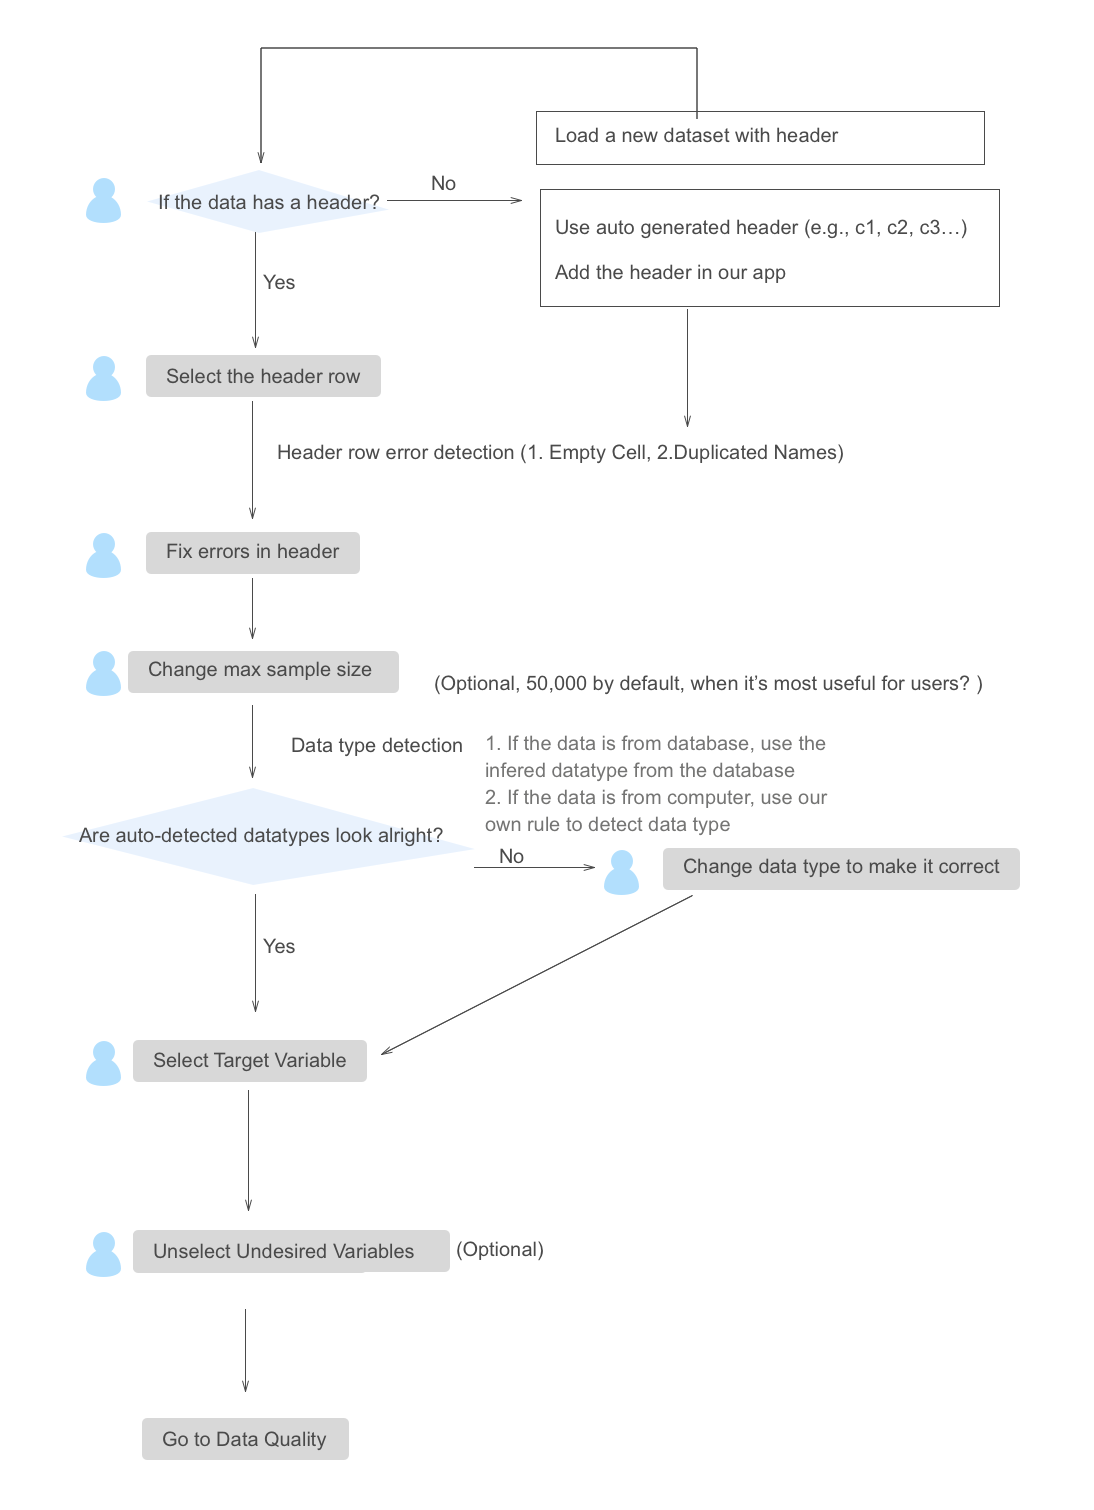 Load a new dataset with header
If the data has a header?
No
Use auto generated header (e.g., c1, c2, c3…)
Add the header in our app
Yes
Select the header row
Header row error detection (1. Empty Cell, 2.Duplicated Names)
Fix errors in header
Change max sample size
(Optional, 50,000 by default, when it’s most useful for users? )
Data type detection
1. If the data is from database, use the
infered datatype from the database
2. If the data is from computer, use our
own rule to detect data type
Are auto-detected datatypes look alright?
No
Change data type to make it correct
Yes
Select Target Variable
Unselect Undesired Variables
(Optional)
Go to Data Quality